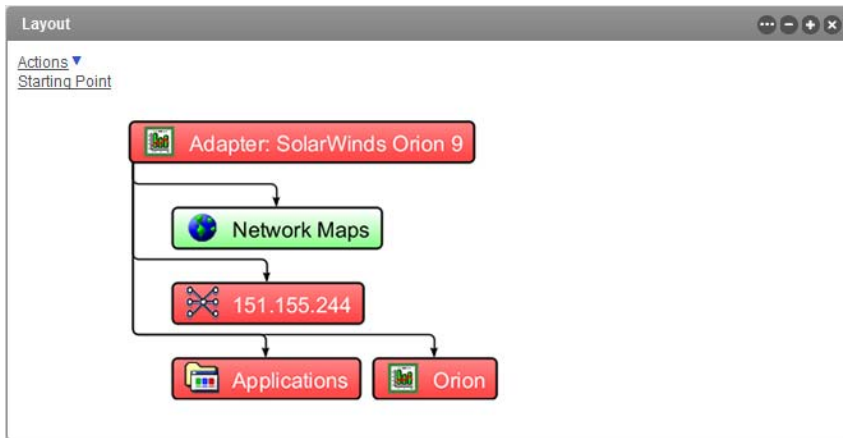 Layout
Actions
Starting Point
Adapter: SolarWinds Orion 9
Network Maps
151.155.244
Applications
Orion